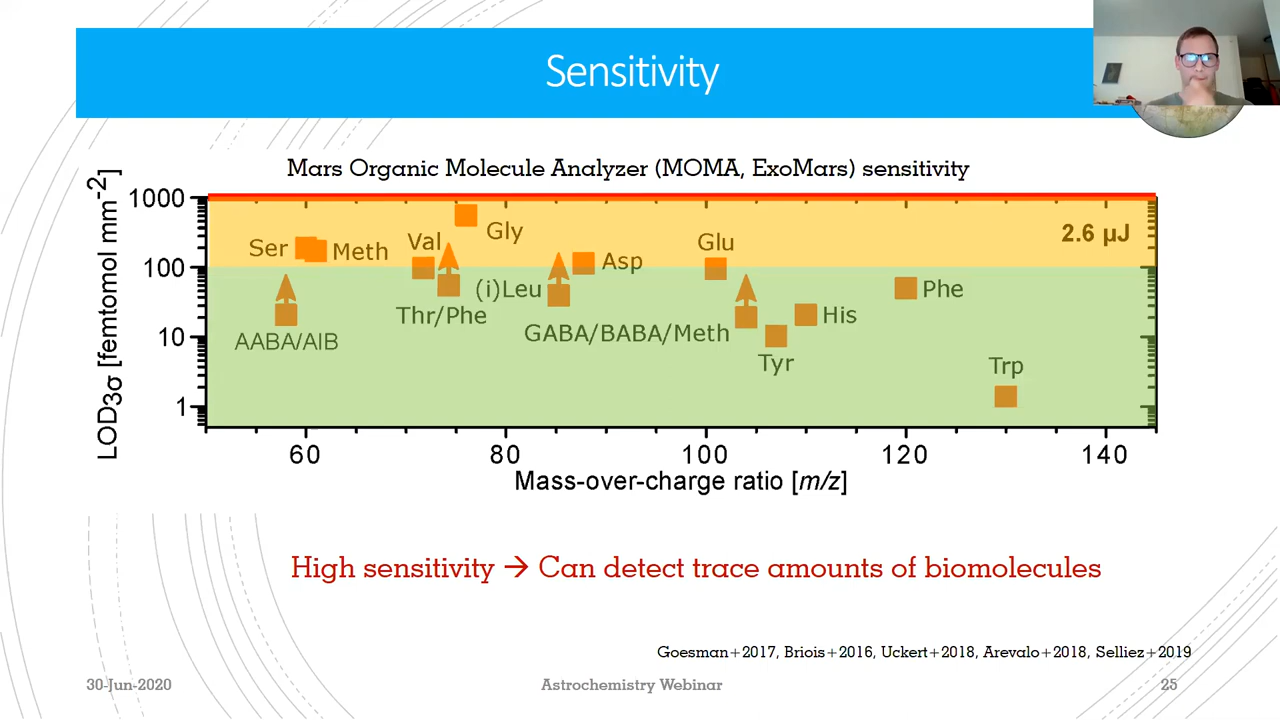 Sensitivity
Mars Organic Molecule Analyzer (MOMA, ExoMars) sensitivity
LOD3σ [femtomol mm-2]
1000
100
10
1
2.6 µJ
Ser
Meth
Val
Gly
Glu
Asp
(i)Leu
Phe
Thr/Phe
His
AABA/AIB
GABA/BABA/Meth
Tyr
Trp
60 80 100 120 140
Mass-over-charge ratio [m/z]
High sensitivity → Can detect trace amounts of biomolecules
Goesman+2017, Briois+2016, Uckert+2018, Arevalo+2018, Selliez+2019
30-Jun-2020
Astrochemistry Webinar
25